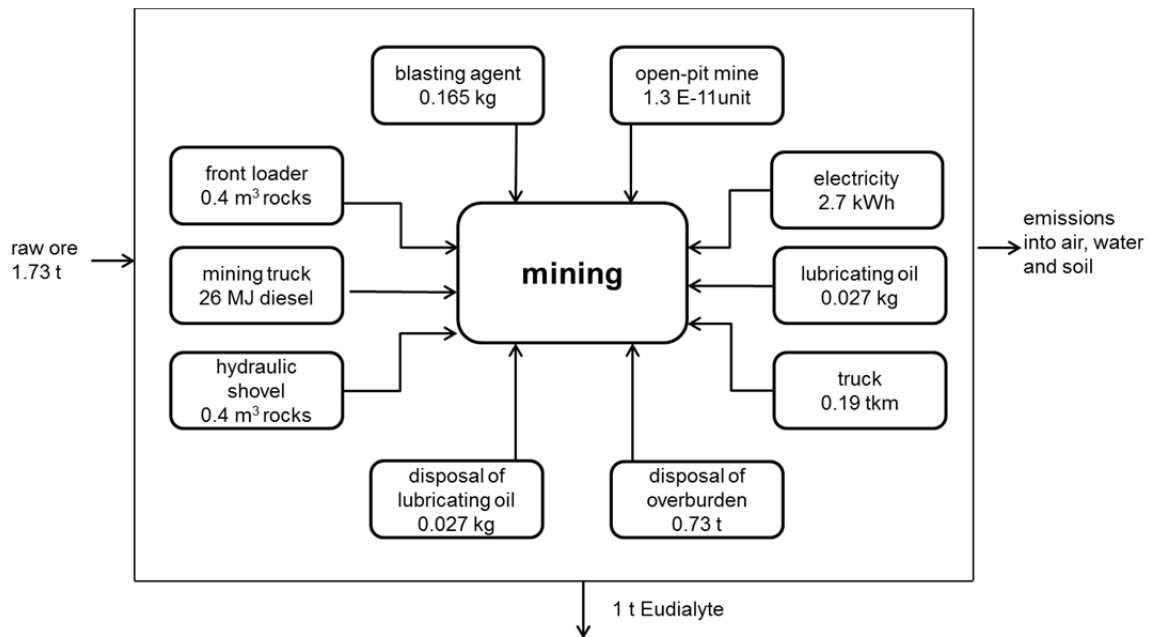 blasting agent
0.165 kg
open-pit mine
1.3 E-11unit
front loader
0.4 m³ rocks
electricity
2.7 kWh
raw ore
1.73 t
mining truck
26 MJ diesel
mining
lubricating oil
0.027 kg
emissions
into air, water
and soil
hydraulic
shovel
0.4 m³ rocks
truck
0.19 tkm
disposal of
lubricating oil
0.027 kg
disposal of
overburden
0.73 t
1 t Eudialyte